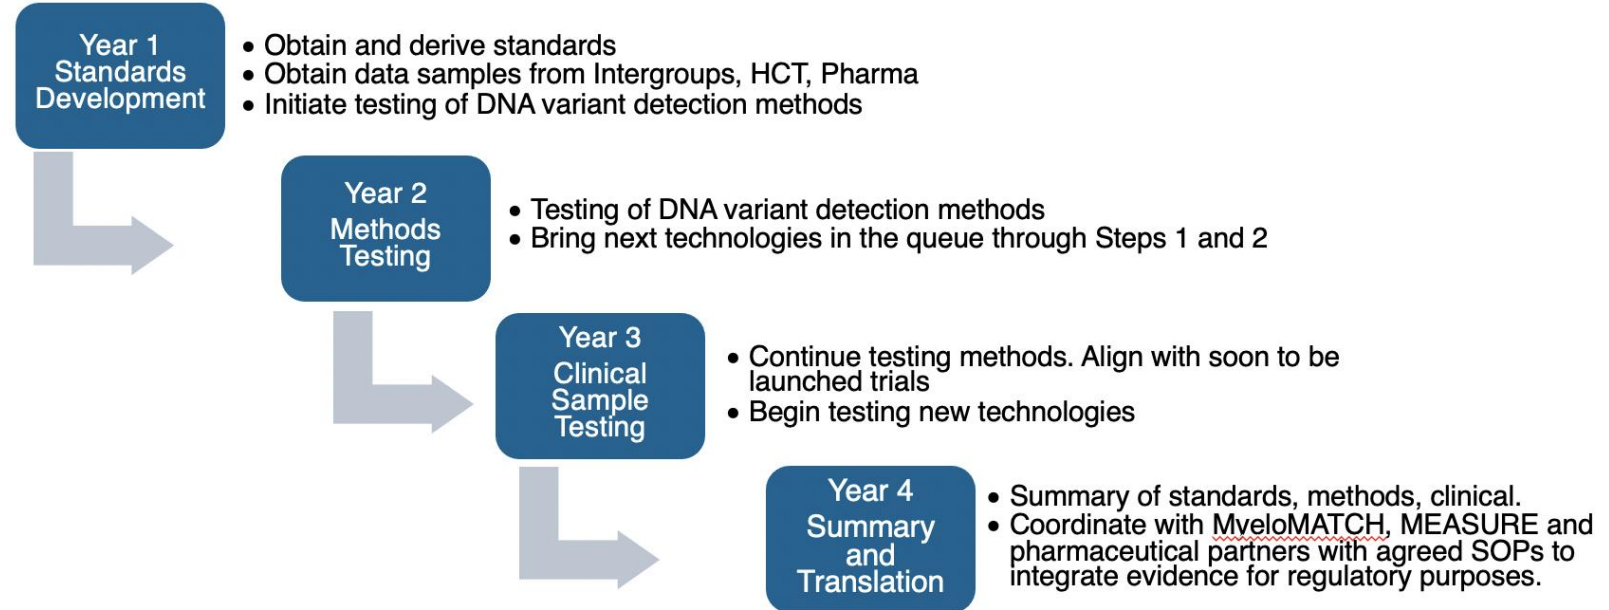 Year 1
Standards
Development
• Obtain and derive standards
• Obtain data samples from Intergroups, HCT, Pharma
• Initiate testing of DNA variant detection methods
Year 2
Methods
Testing
• Testing of DNA variant detection methods
• Bring next technologies in the queue through Steps 1 and 2
Year 3
Clinical
Sample
Testing
• Continue testing methods. Align with soon to be
launched trials
• Begin testing new technologies
Year 4
Summary
and
Translation
• Summary of standards, methods, clinical.
• Coordinate with MveloMATCH, MEASURE and
pharmaceutical partners with agreed SOPs to
integrate evidence for regulatory purposes.